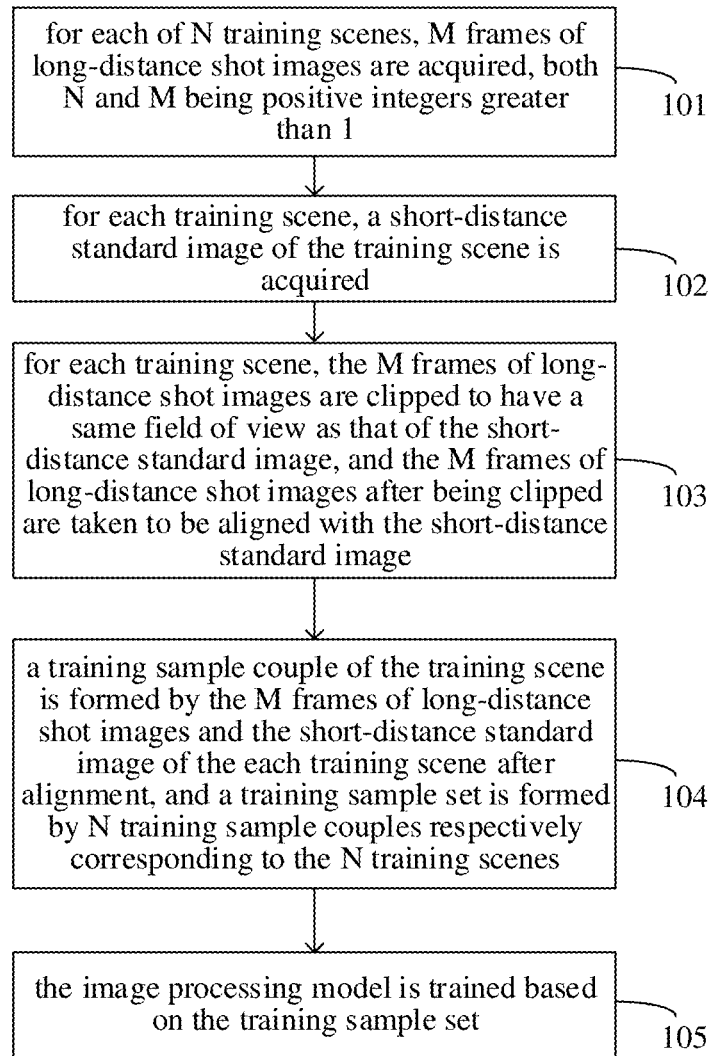 for each of N training scenes, M frames of
long-distance shot images are acquired, both
N and M being positive integers greater
than 1
101
for each training scene, a short-distance
standard image of the training scene is
acquired
102
for each training scene, the M frames of long-
distance shot images are clipped to have a
same field of view as that of the short-
distance standard image, and the M frames of
long-distance shot images after being clipped
are taken to be aligned with the short-distance
standard image
103
a training sample couple of the training scene
is formed by the M frames of long-distance
shot images and the short-distance standard
image of the each training scene after
alignment, and a training sample set is formed
by N training sample couples respectively
corresponding to the N training scenes
104
the image processing model is trained based
on the training sample set
105